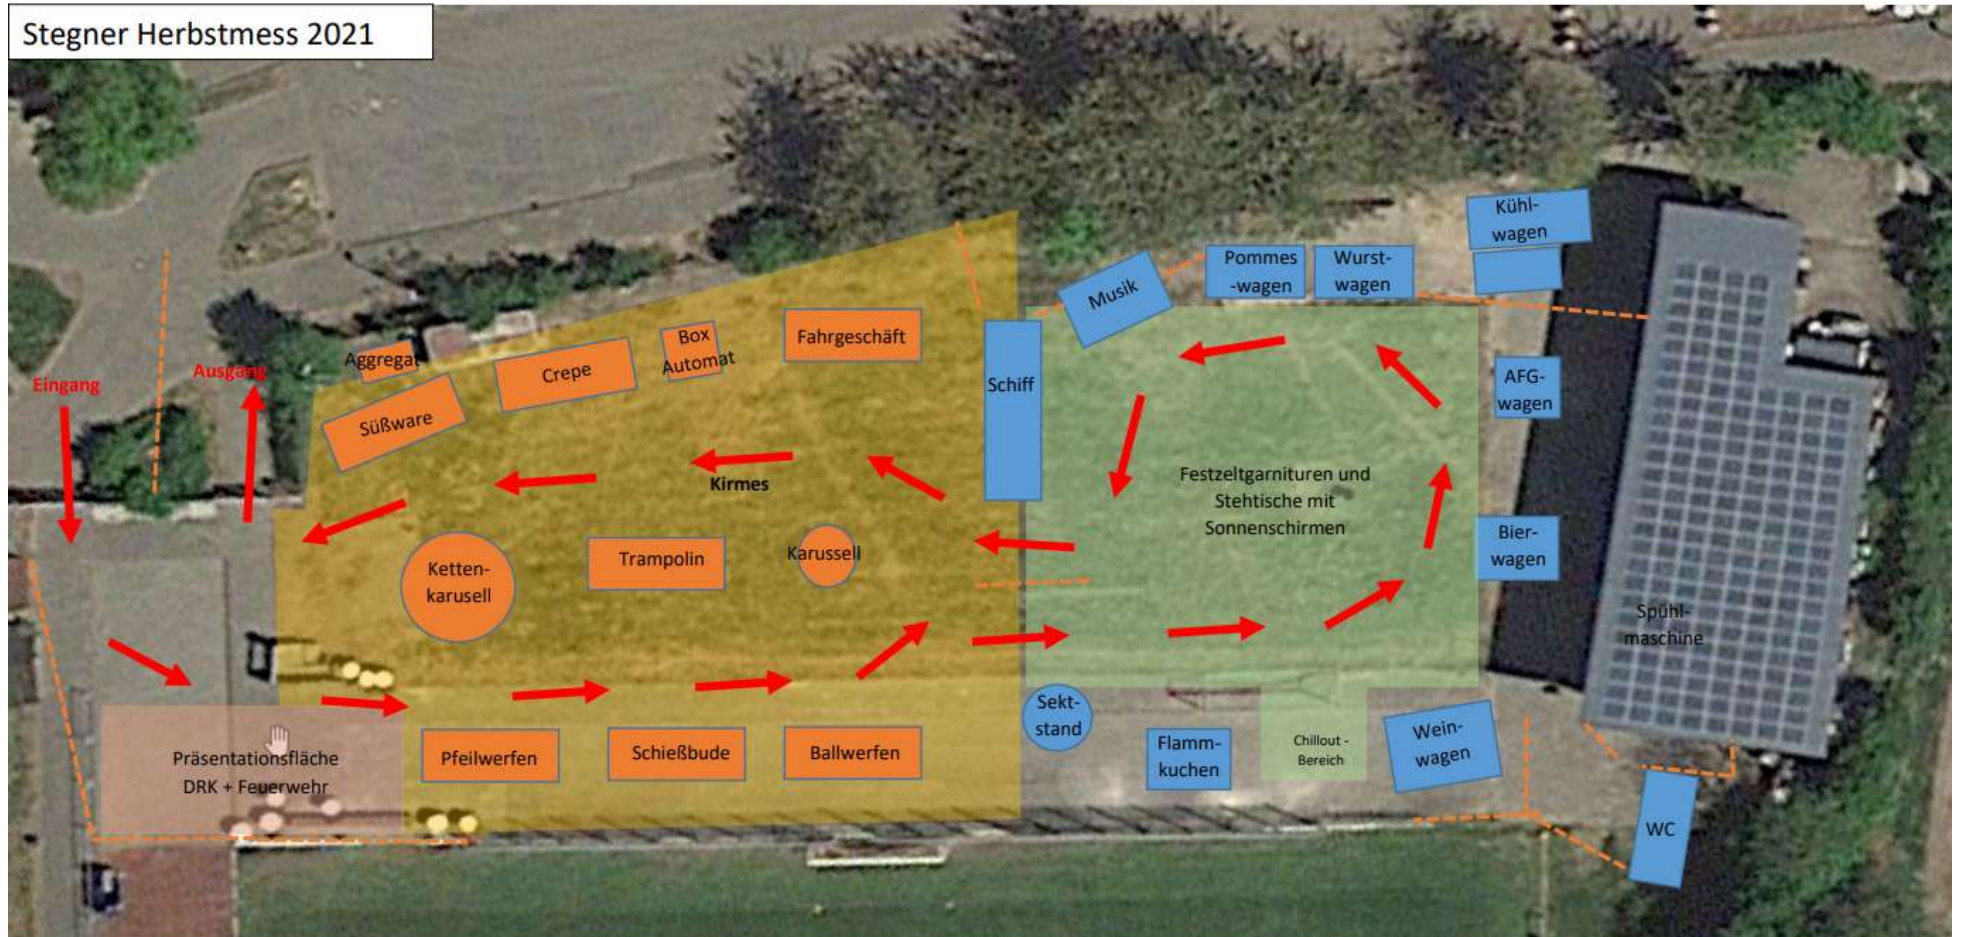 Stegner Herbstmess 2021
Kühl-
wagen
Pommes
-wagen
Wurst-
wagen
Musik
Box
Automat
Fahrgeschäft
Aggregat
Crepe
Eingang
Ausgang
Schiff
AFG-
wagen
Süßware
Kirmes
Festzeltgarnituren und
Stehtische mit
Sonnenschirmen
Bier-
wagen
Ketten-
karusell
Trampolin
Karussell
Spühl-
maschine
Sekt-
stand
Präsentationsfläche
DRK + Feuerwehr
Pfeilwerfen
Schießbude
Ballwerfen
Flamm-
kuchen
Chillout -
Bereich
Wein-
wagen
WC